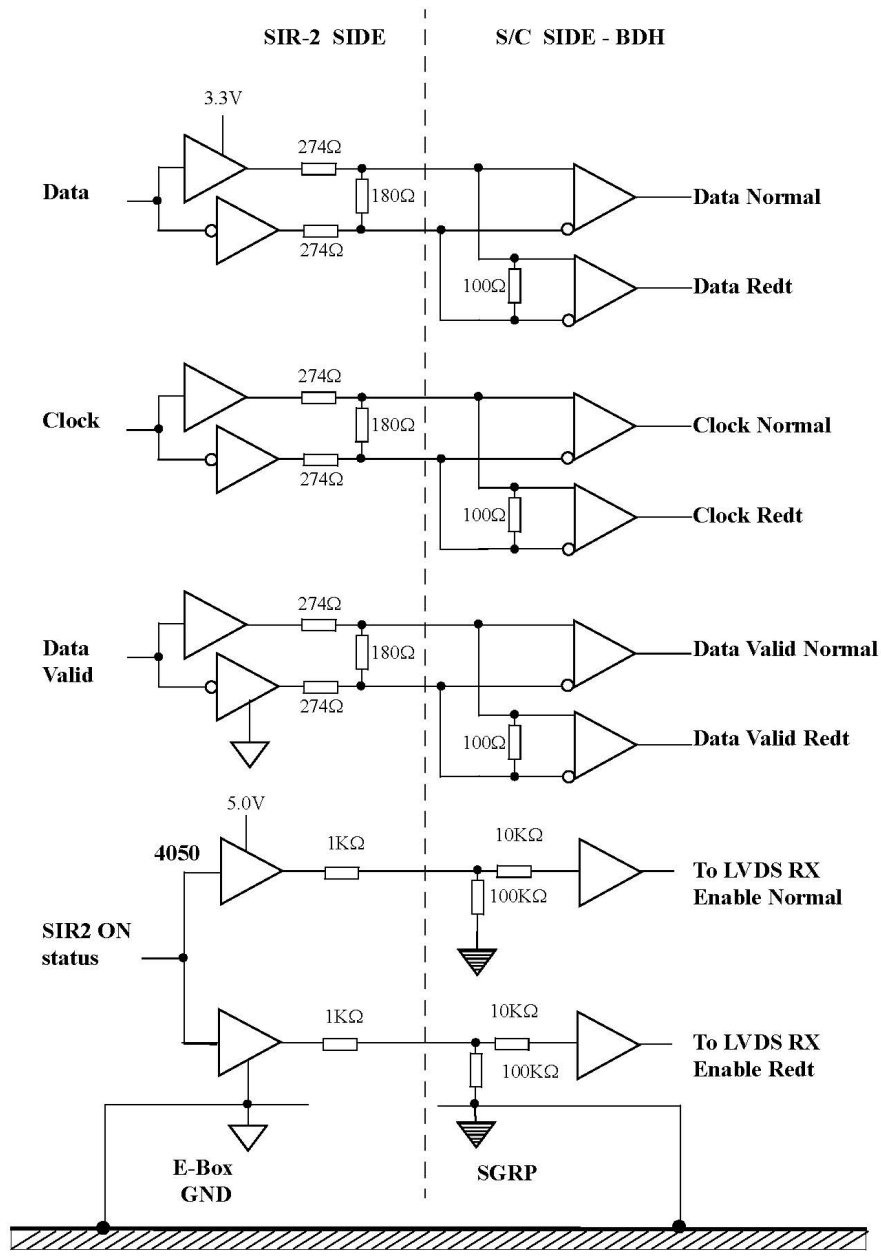 SIR-2 SIDE
S/C SIDE - BDH
3.3V
274Ω
Data
180Ω
Data Normal
274Ω
100Ω
Data Redt
274Ω
Clock
180Ω
Clock Normal
274Ω
100Ω
Clock Redt
274Ω
Data
Valid
180Ω
Data Valid Normal
274Ω
100Ω
Data Valid Redt
5.0V
4050
1KΩ
10KΩ
100KΩ
To LVDS RX
Enable Normal
SIR2 ON
status
1KΩ
10KΩ
100KΩ
To LVDS RX
Enable Redt
E-Box
GND
SGRP